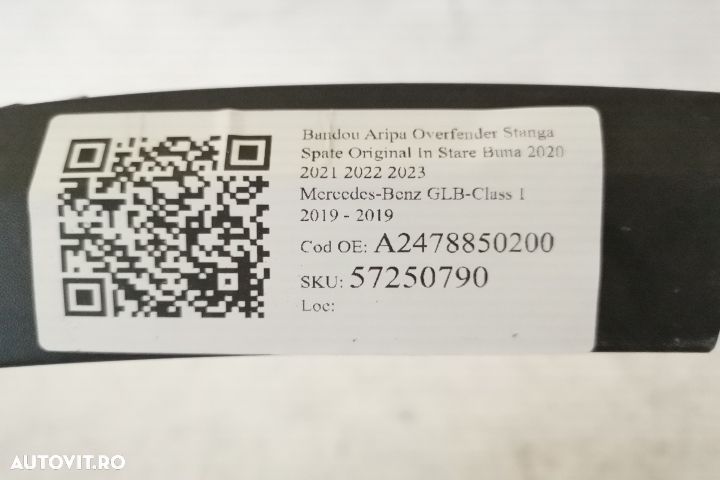 Bandou Aripa Overfender Stanga
Spate Original In Stare Buna 2020
2021 2022 2023
Mercedes-Benz GLB-Class 1
2019 - 2019
Cod OE: A2478850200
SKU: 57250790
Loc:
AUTOVIT.RO